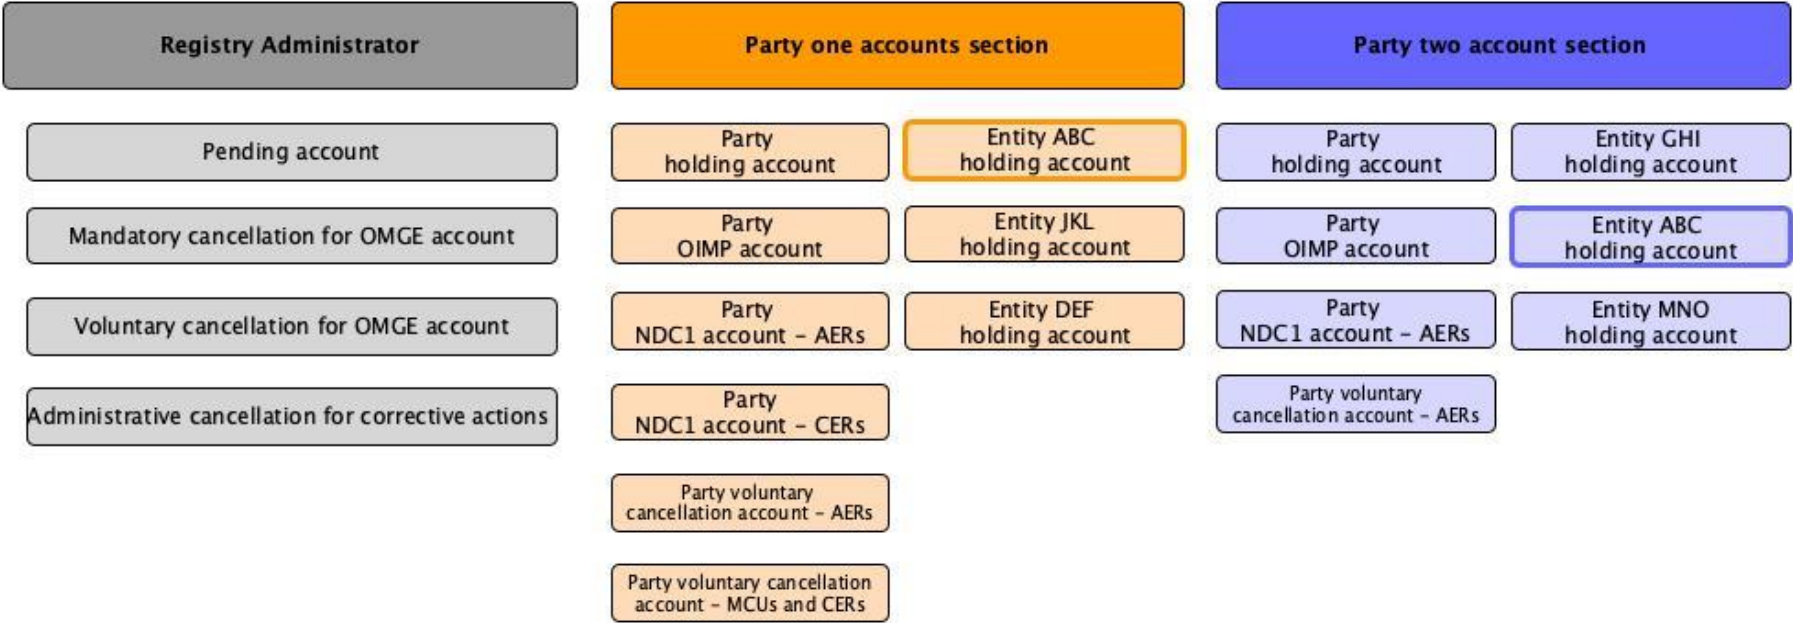 Registry Administrator
Pending account
Mandatory cancellation for OMGE account
Voluntary cancellation for OMGE account
Administrative cancellation for corrective actions
Party one accounts section
Party
holding account
Party
OIMP account
Party
NDC1 account – AERs
Party
NDC1 account – CERs
Party voluntary
cancellation account – AERs
Party voluntary cancellation
account – MCUs and CERs
Entity ABC
holding account
Entity JKL
holding account
Entity DEF
holding account
Party two account section
Party
holding account
Party
OIMP account
Party
NDC1 account – AERs
Party voluntary
cancellation account – AERs
Entity GHI
holding account
Entity ABC
holding account
Entity MNO
holding account